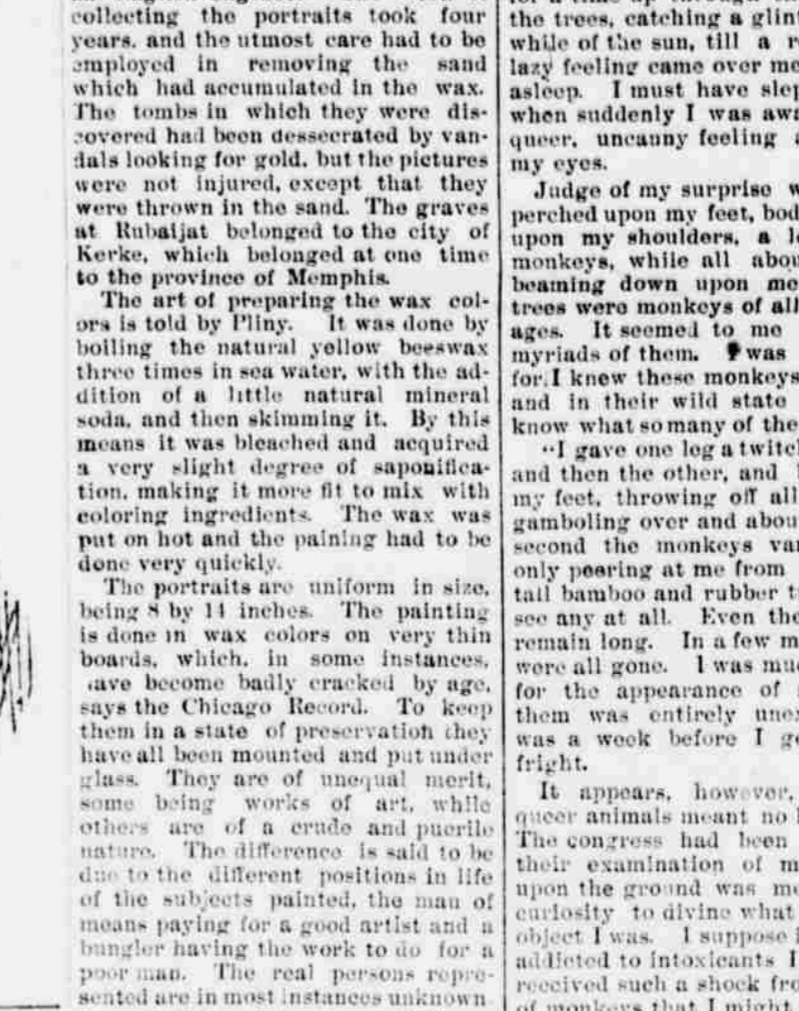 collecting the portraits took four
years, and the utmost care had to be
employed in removing the sand
which had accumulated in the wax.
The tombs in which they were dis-
covered had been dessecrated by van-
dals looking for gold, but the pictures
were not injured, except that they
were thrown in the sand. The graves
at Rubaijat belonged to the city of
Kerke, which belonged at one time
to the province of Memphis.
The art of preparing the wax col-
ors is told by Pliny. It was done by
boiling the natural yellow beeswax
three times in sea water, with the ad-
dition of a little natural mineral
soda, and then skimming it. By this
means it was bleached and acquired
a very slight degree of saponifica-
tion, making it more fit to mix with
coloring ingredients. The wax was
put on hot and the paining had to be
done very quickly.
The portraits are uniform in size,
being 8 by 14 inches. The painting
is done in wax colors on very thin
boards, which, in some instances,
have become badly cracked by age,
says the Chicago Record. To keep
them in a state of preservation they
have all been mounted and put under
glass. They are of unequal merit,
some being works of art, while
others are of a crude and puerile
nature. The difference is said to be
due to the different positions in life
of the subjects painted, the man of
means paying for a good artist and a
bungler having the work to do for a
poor man. The real persons repre-
sented are in most instances unknown
the trees, catching a glin
while of the sun, till a
lazy feeling came over me
asleep. I must have slep
when suddenly I was awa
queer, uncanny feeling
my eyes.
Judge of my surprise w
perched upon my feet, bod
upon my shoulders, a
monkeys, while all abou
beaming down upon me
trees were monkeys of all
ages. It seemed to me
myriads of them. was
for, I knew these monkeys
and in their wild state
know what so many of the
"I gave one leg a twitch
and then the other, and
my feet, throwing off all
gamboling over and abou
second the monkeys va
only peering at me from
tall bamboo and rubber t
see any at all. Even the
remain long. In a few m
were all gone. I was muc
for the appearance of
them was entirely unex
was a week before I ge
fright.
It appears, however,
queer animals meant no
The congress had been
their examination of m
upon the ground was me
curiosity to divine what
object I was. I suppose i
addicted to intoxicants I
received such a shock fro
of monkeys that I might